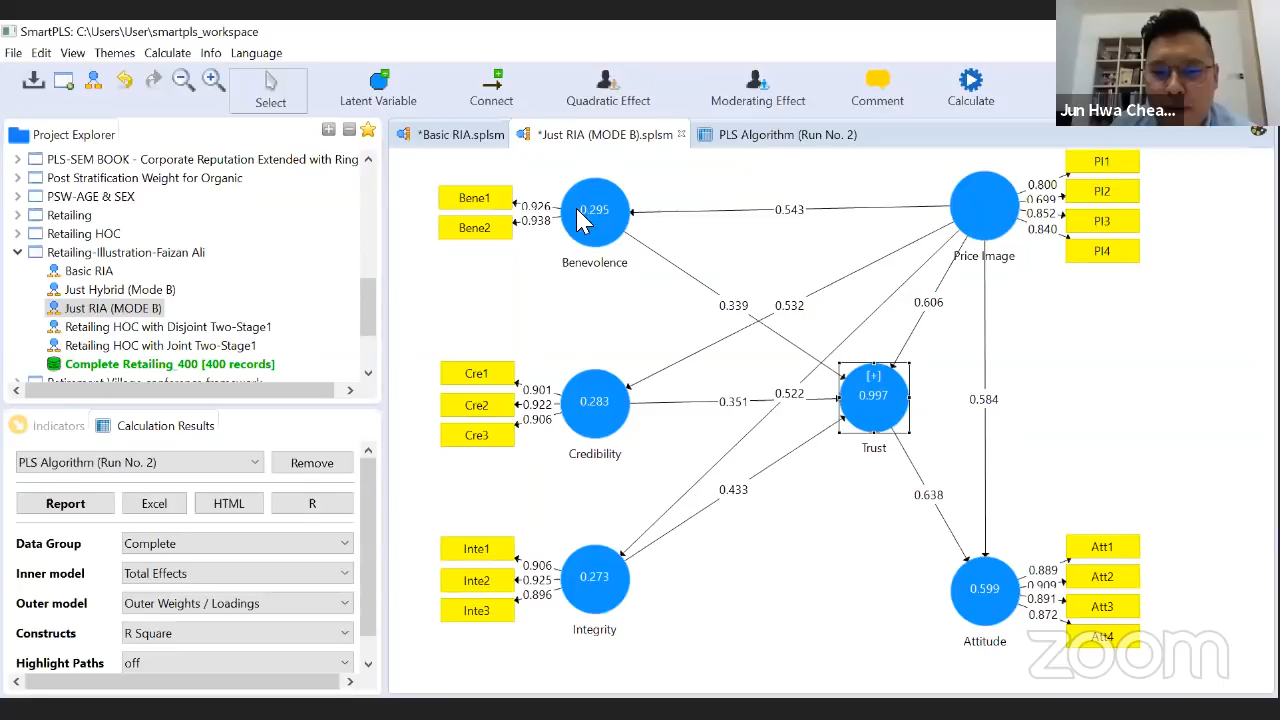 SmartPLS: C:\Users\User\smartpls_workspace
File Edit View Themes Calculate Info Language
Select
Latent Variable
Connect
Quadratic Effect
Moderating Effect
Comment
Calculate
Jun Hwa Chea...
Project Explorer
*Basic RIA.splsm
*Just RIA (MODE B).splsm
PLS Algorithm (Run No. 2)
PLS-SEM BOOK - Corporate Reputation Extended with Ring
Post Stratification Weight for Organic
PSW-AGE & SEX
Retailing
Retailing HOC
Retailing-Illustration-Faizan Ali
Basic RIA
Just Hybrid (Mode B)
Just RIA (MODE B)
Retailing HOC with Disjoint Two-Stage1
Retailing HOC with Joint Two-Stage1
Complete Retailing_400 [400 records]
Indicators
Calculation Results
PLS Algorithm (Run No. 2)
Remove
Report
Excel
HTML
R
Data Group
Complete
Inner model
Total Effects
Outer model
Outer Weights / Loadings
Constructs
R Square
Highlight Paths
off
Bene1
Bene2
0.926
0.938
0.295
Benevolence
0.543
Price Image
0.800
0.699
0.852
0.840
PI1
PI2
PI3
PI4
0.339
0.532
0.606
Cre1
Cre2
Cre3
0.901
0.922
0.906
0.283
Credibility
0.351
0.522
[+]
0.997
Trust
0.584
0.433
0.638
Inte1
Inte2
Inte3
0.906
0.925
0.896
0.273
Integrity
0.599
Attitude
0.889
0.909
0.891
0.872
Att1
Att2
Att3
Att4
zoom